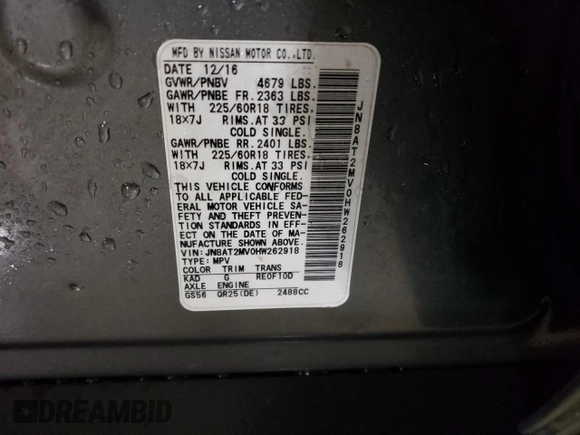 MFD BY NISSAN MOTOR CO.,LTD.
DATE 12/16
GVWR/PNBV 4679 LBS.
GAWR/PNBE FR. 2363 LBS.
WITH 225/60R18 TIRES.
18X7J RIMS. AT 33 PSI
COLD SINGLE.
GAWR/PNBE RR. 2401 LBS.
WITH 225/60R18 TIRES.
18X7J RIMS. AT 33 PSI
COLD SINGLE.
THIS VEHICLE CONFORMS
TO ALL APPLICABLE FED-
ERAL MOTOR VEHICLE SA-
FETY AND THEFT PREVEN-
TION STANDARDS IN EFF-
ECT ON THE DATE OF MA-
NUFACTURE SHOWN ABOVE.
VIN: JN8AT2MV0HW262918
TYPE: MPV
COLOR TRIM TRANS
KAD G RE0F10D
AXLE ENGINE
GS56 QR25(DE) 2488CC
JN8AT2MV0HW262918
DREAMBID